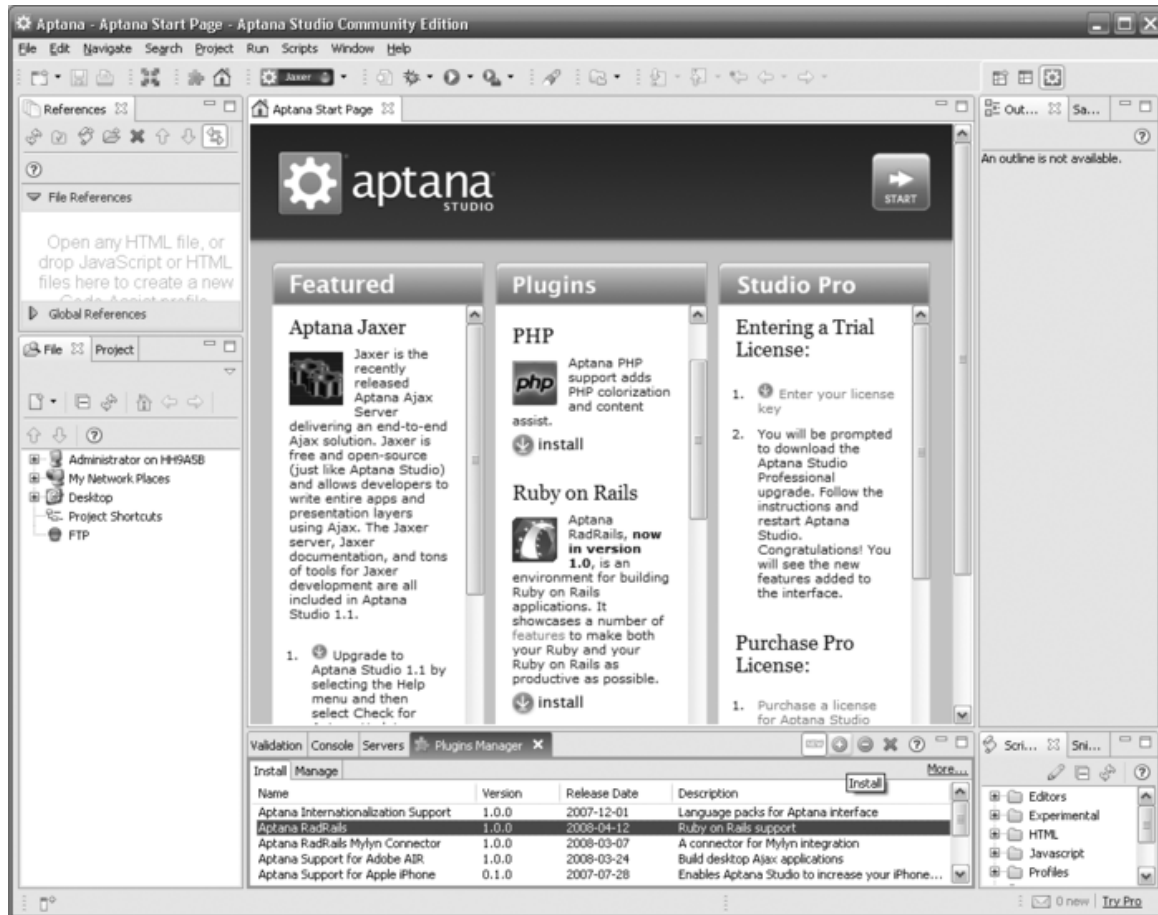 Aptana - Aptana Start Page - Aptana Studio Community Edition
File Edit Navigate Search Project Run Scripts Window Help
Jaxer
References
File References
Open any HTML file, or
drop JavaScript or HTML
files here to create a new
Code Assist profile
Global References
File Project
Administrator on HH9A5B
My Network Places
Desktop
Project Shortcuts
FTP
Aptana Start Page
aptana
STUDIO
START
Featured
Aptana Jaxer
Jaxer is the
recently
released
Aptana Ajax
Server
delivering an end-to-end
Ajax solution. Jaxer is
free and open-source
(just like Aptana Studio)
and allows developers to
write entire apps and
presentation layers
using Ajax. The Jaxer
server, Jaxer
documentation, and tons
of tools for Jaxer
development are all
included in Aptana
Studio 1.1.
1. Upgrade to
Aptana Studio 1.1 by
selecting the Help
menu and then
select Check for
Plugins
PHP
php
Aptana PHP
support adds
PHP colorization
and content
assist.
install
Ruby on Rails
Aptana
RadRails, now
in version
1.0, is an
environment for building
Ruby on Rails
applications. It
showcases a number of
features to make both
your Ruby and your
Ruby on Rails as
productive as possible.
install
Studio Pro
Entering a Trial
License:
1. Enter your license
key
2. You will be prompted
to download the
Aptana Studio
Professional
upgrade. Follow the
instructions and
restart Aptana
Studio.
Congratulations! You
will see the new
features added to
the interface.
Purchase Pro
License:
1. Purchase a license
for Aptana Studio
Out... Sa...
An outline is not available.
Validation Console Servers Plugins Manager
Install Manage More...
Install
Name Version Release Date Description
Aptana Internationalization Support 1.0.0 2007-12-01 Language packs for Aptana interface
Aptana RadRails 1.0.0 2008-04-12 Ruby on Rails support
Aptana RadRails Mylyn Connector 1.0.0 2008-03-07 A connector for Mylyn integration
Aptana Support for Adobe AIR 1.0.0 2008-03-24 Build desktop Ajax applications
Aptana Support for Apple iPhone 0.1.0 2007-07-28 Enables Aptana Studio to increase your iPhone...
Scri... Sni...
Editors
Experimental
HTML
Javascript
Profiles
0 new Try Pro